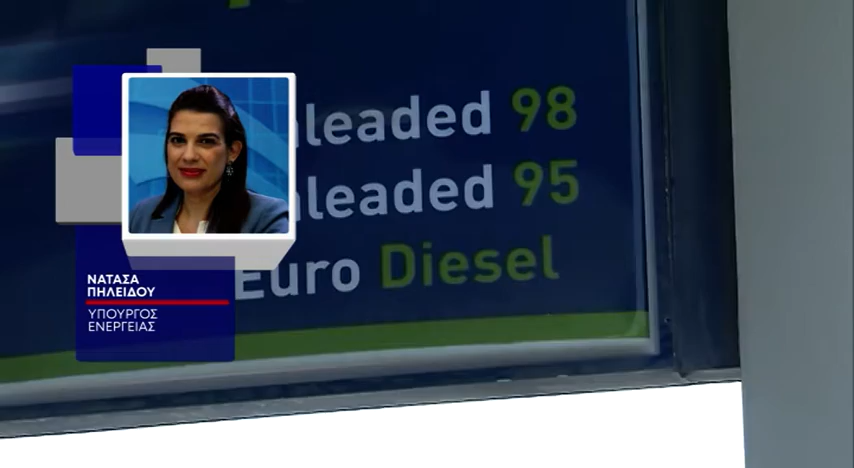 nleaded 98
nleaded 95
Euro Diesel
ΝΑΤΑΣΑ
ΠΗΛΕΙΔΟΥ
ΥΠΟΥΡΓΟΣ
ΕΝΕΡΓΕΙΑΣ